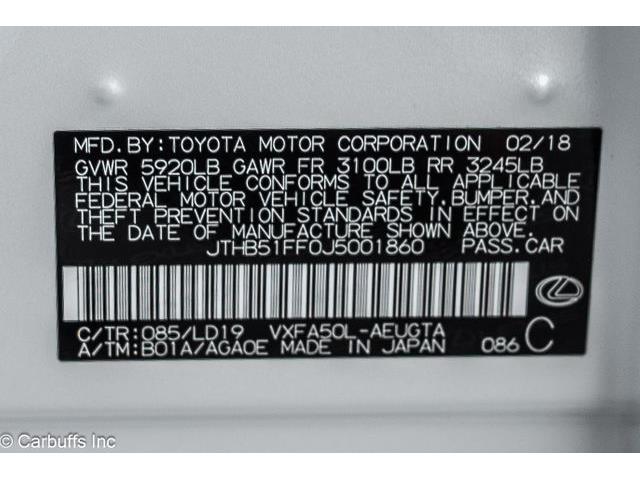 MFD.BY:TOYOTA MOTOR CORPORATION 02/18
GVWR 5920LB GAWR FR 3100LB RR 3245LB
THIS VEHICLE CONFORMS TO ALL APPLICABLE
FEDERAL MOTOR VEHICLE SAFETY,BUMPER,AND
THEFT PREVENTION STANDARDS IN EFFECT ON
THE DATE OF MANUFACTURE SHOWN ABOVE.
JTHB51FF0J5001860 PASS.CAR
C/TR:085/LD19 VXFA50L-AEUGTA
A/TM:B01A/AGA0E MADE IN JAPAN 086 C
© Carbuffs Inc